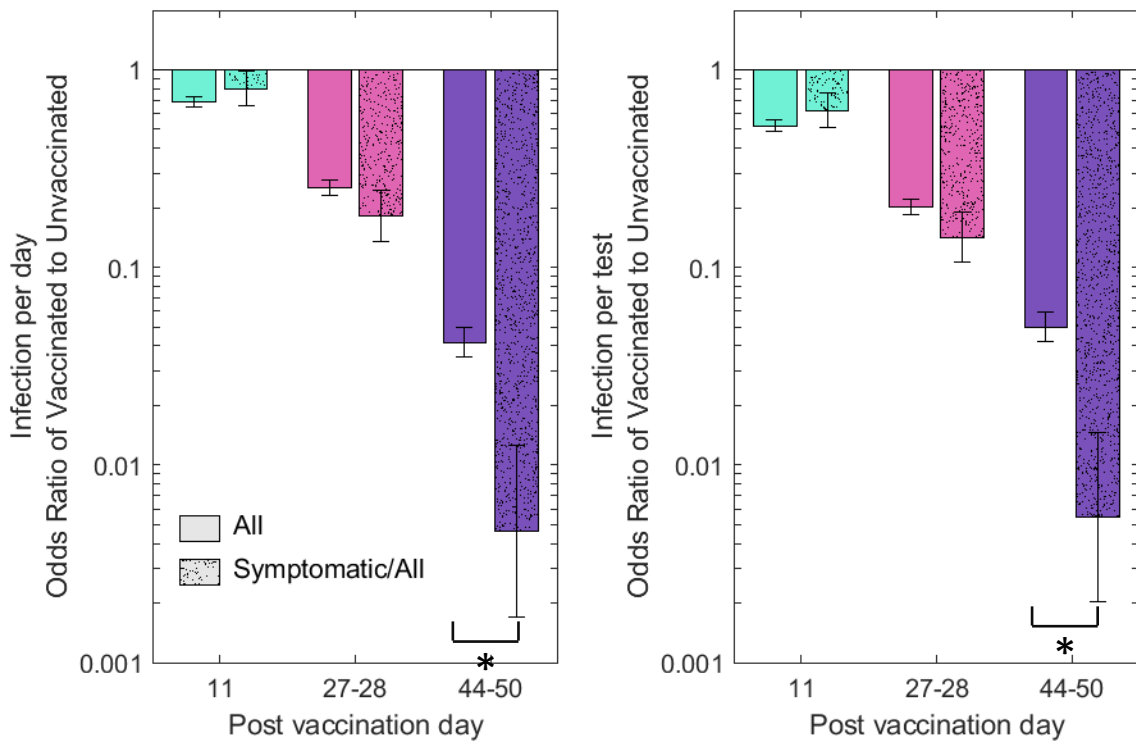 Infection per day
Odds Ratio of Vaccinated to Unvaccinated
1
0.1
0.01
0.001
All
Symptomatic/All
*
11
27-28
44-50
Post vaccination day
Infection per test
Odds Ratio of Vaccinated to Unvaccinated
1
0.1
0.01
0.001
*
11
27-28
44-50
Post vaccination day